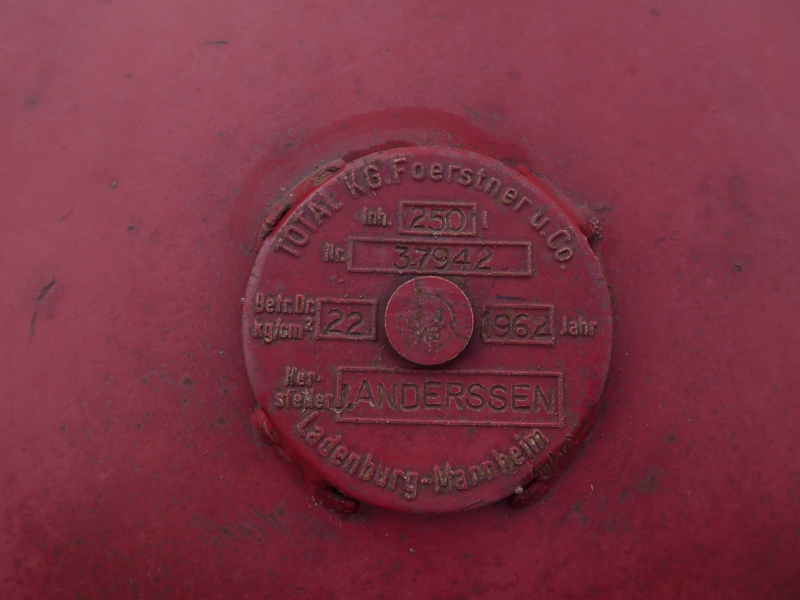 TOTAL KG. Foerstner u. Co.
Inh. 250 l
Nr. 37942
Betr. Dr. 22 1962 Jahr
kg/cm²
Her-
steller J. ANDERSSEN
Ladenburg-Mannheim